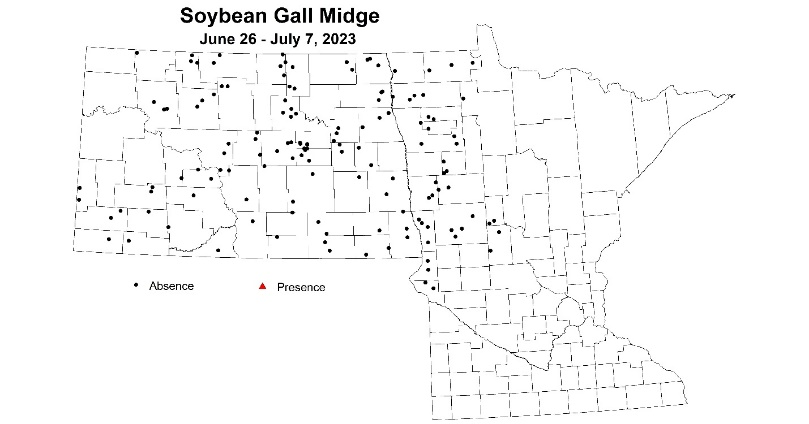 Soybean Gall Midge
June 26 - July 7, 2023
Absence Presence